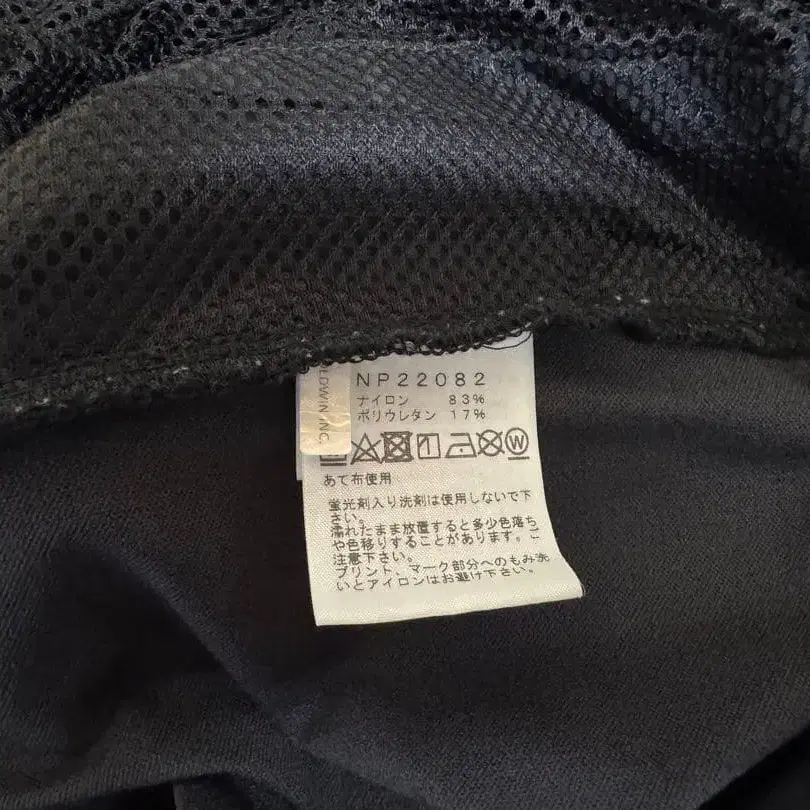 NP22082
ナイロン 83%
ポリウレタン 17%
LDWIN INC.
あて布使用
蛍光剤入り洗剤は使用しないで下
さい。
濡れたまま放置すると多少色落ち
や色移りすることがあります。ご
注意下さい。
プリント、マーク部分へのもみ洗
いとアイロンはお避け下さい。